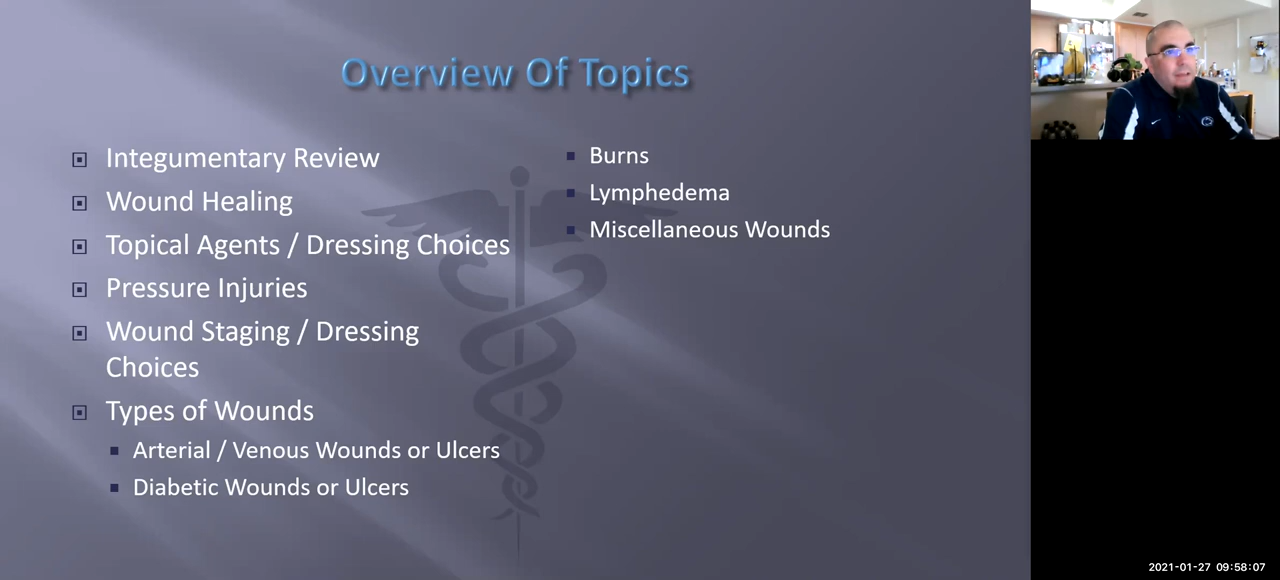 Overview Of Topics
Integumentary Review
Wound Healing
Topical Agents / Dressing Choices
Pressure Injuries
Wound Staging / Dressing
Choices
Types of Wounds
Arterial / Venous Wounds or Ulcers
Diabetic Wounds or Ulcers
Burns
Lymphedema
Miscellaneous Wounds
2021-01-27 09:58:07